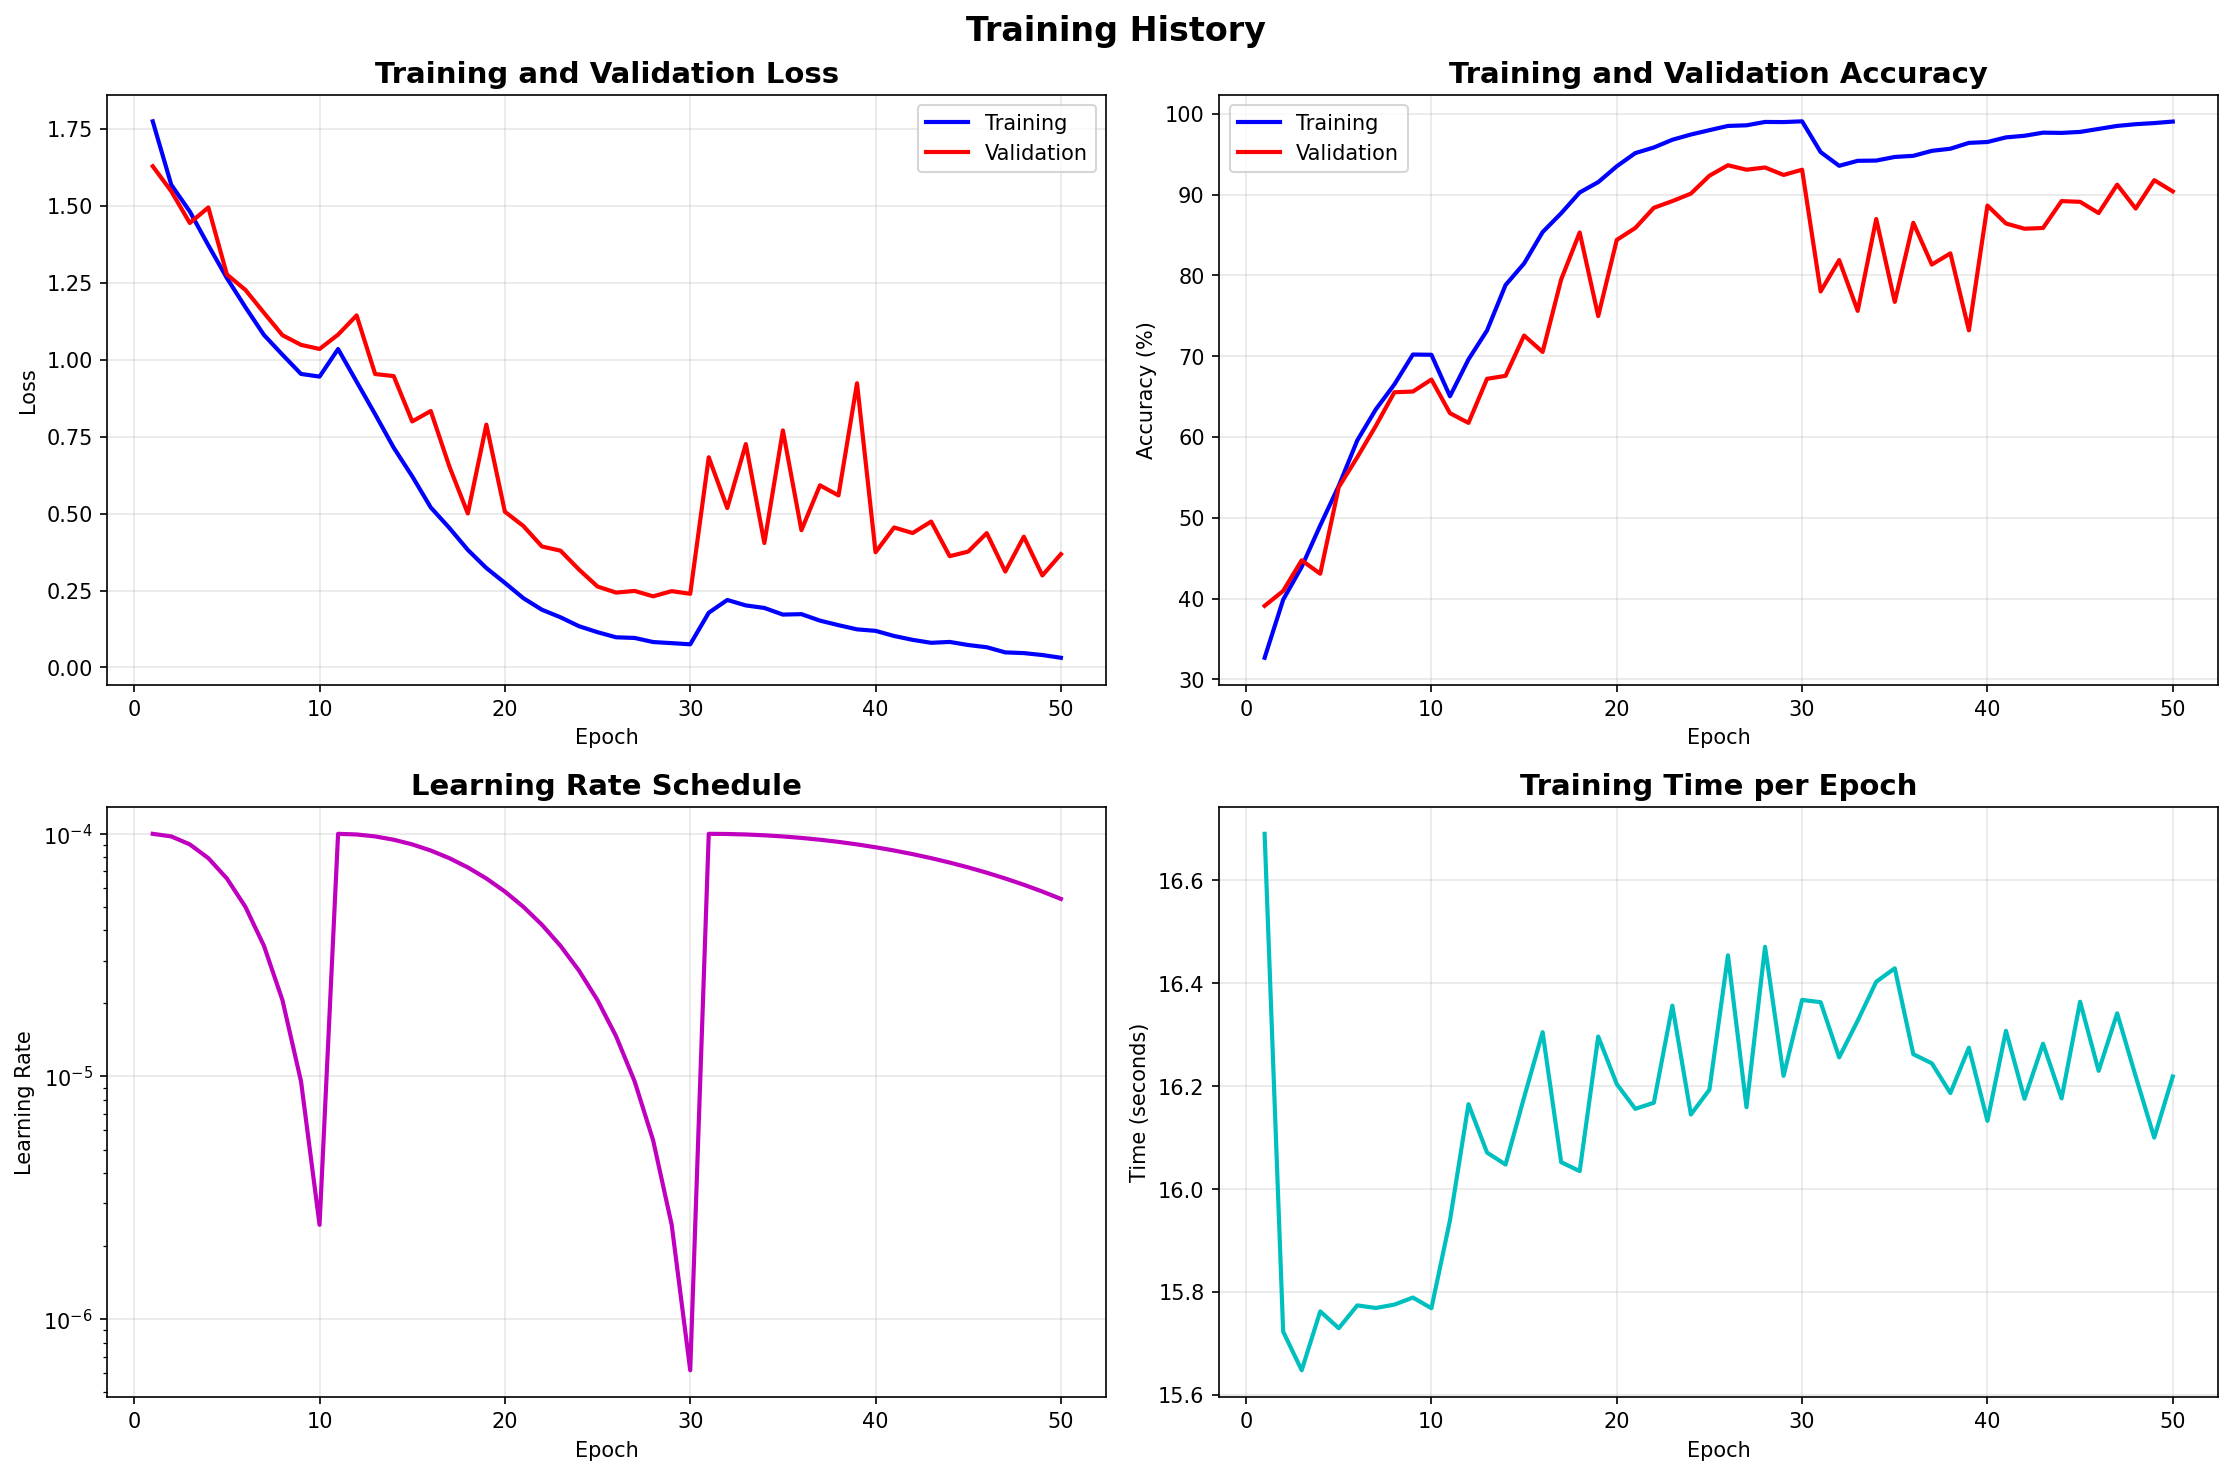 Training History
Training and Validation Loss
Loss
1.75
1.50
1.25
1.00
0.75
0.50
0.25
0.00
Training
Validation
0 10 20 30 40 50
Epoch
Training and Validation Accuracy
Accuracy (%)
100
90
80
70
60
50
40
30
Training
Validation
0 10 20 30 40 50
Epoch
Learning Rate Schedule
Learning Rate
10⁻⁴
10⁻⁵
10⁻⁶
0 10 20 30 40 50
Epoch
Training Time per Epoch
Time (seconds)
16.6
16.4
16.2
16.0
15.8
15.6
0 10 20 30 40 50
Epoch